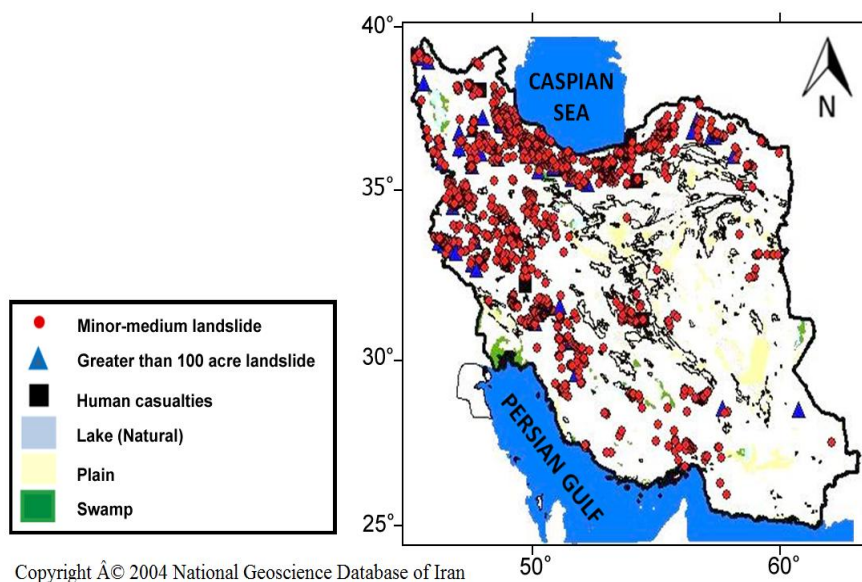 40°
35°
30°
25°
50°
60°
CASPIAN
SEA
N
PERSIAN GULF
Minor-medium landslide
Greater than 100 acre landslide
Human casualties
Lake (Natural)
Plain
Swamp
Copyright Â© 2004 National Geoscience Database of Iran